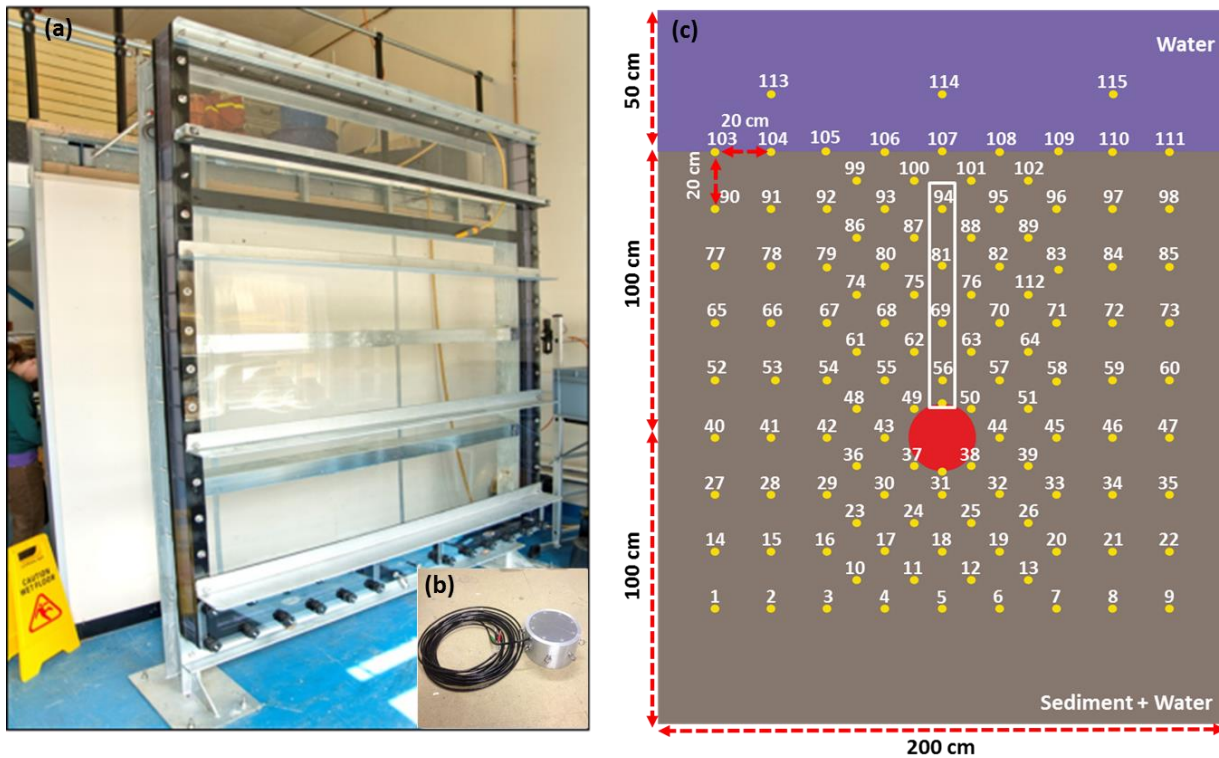 (a)
CAUTION
WET FLOOR
(b)
(c)
Water
50 cm
113 114 115
20 cm
103 104 105 106 107 108 109 110 111
99 100 101 102
20 cm
90 91 92 93 94 95 96 97 98
86 87 88 89
77 78 79 80 81 82 83 84 85
100 cm
74 75 76 112
65 66 67 68 69 70 71 72 73
61 62 63 64
52 53 54 55 56 57 58 59 60
48 49 50 51
40 41 42 43 44 45 46 47
36 37 38 39
27 28 29 30 31 32 33 34 35
23 24 25 26
14 15 16 17 18 19 20 21 22
100 cm
10 11 12 13
1 2 3 4 5 6 7 8 9
Sediment + Water
200 cm